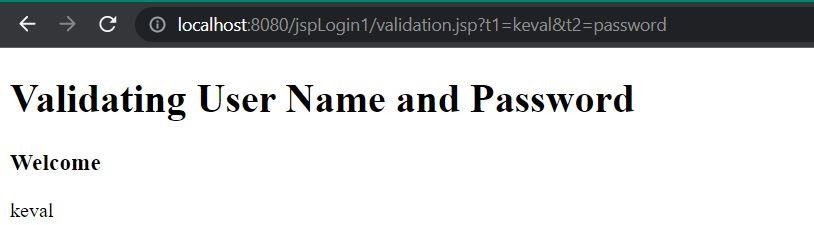 localhost:8080/jspLogin1/validation.jsp?t1=keval&t2=password
Validating User Name and Password
Welcome
keval